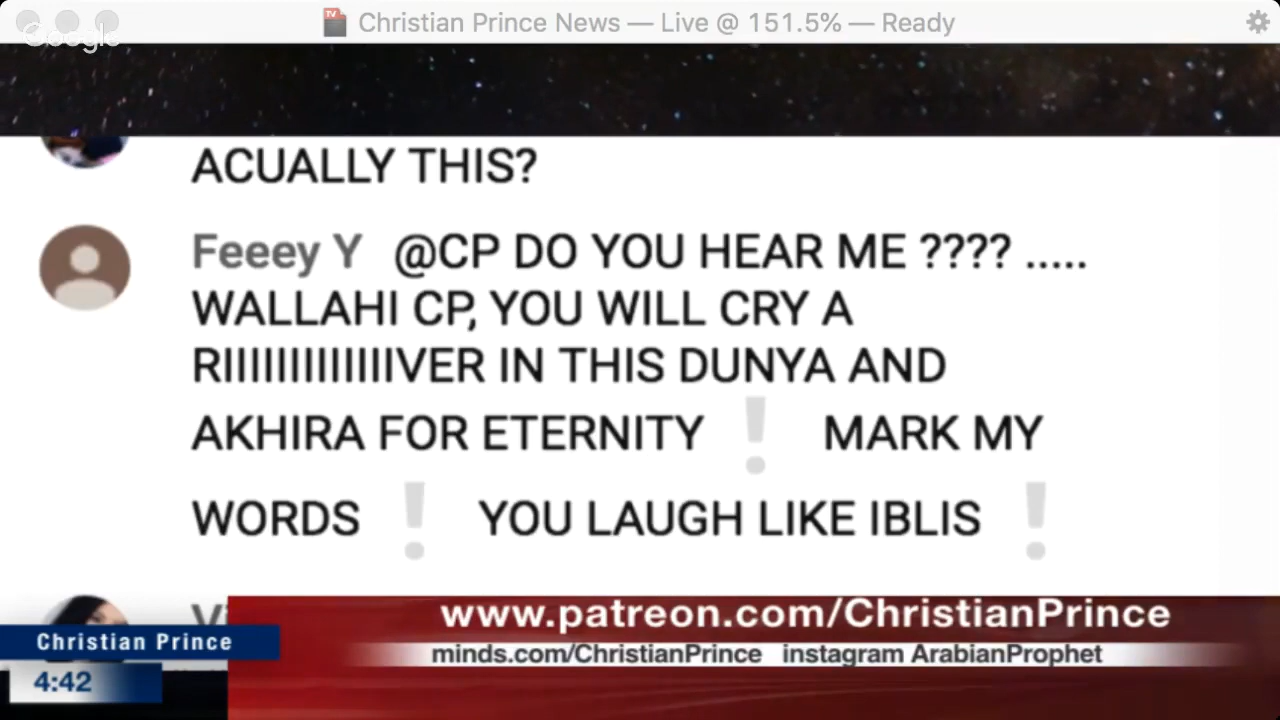 Christian Prince News — Live @ 151.5% — Ready
Google
ACUALLY THIS?
Feeey Y @CP DO YOU HEAR ME ???? .....
WALLAHI CP, YOU WILL CRY A
RIIIIIIIIIIIIVER IN THIS DUNYA AND
AKHIRA FOR ETERNITY ❕ MARK MY
WORDS ❕ YOU LAUGH LIKE IBLIS ❕
www.patreon.com/ChristianPrince
Christian Prince
minds.com/ChristianPrince instagram ArabianProphet
4:42